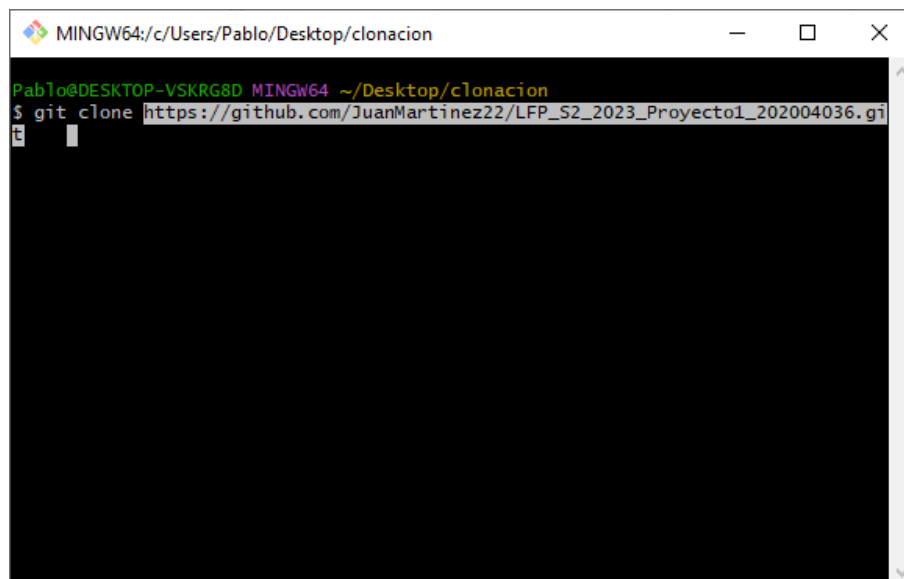 MINGW64:/c/Users/Pablo/Desktop/clonacion
Pablo@DESKTOP-VSKRG8D MINGW64 ~/Desktop/clonacion
$ git clone https://github.com/JuanMartinez22/LFP_S2_2023_Proyecto1_202004036.gi
t